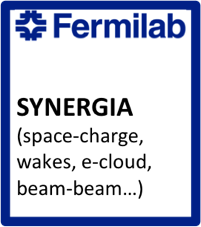 Fermilab
SYNERGIA
(space-charge,
wakes, e-cloud,
beam-beam...)